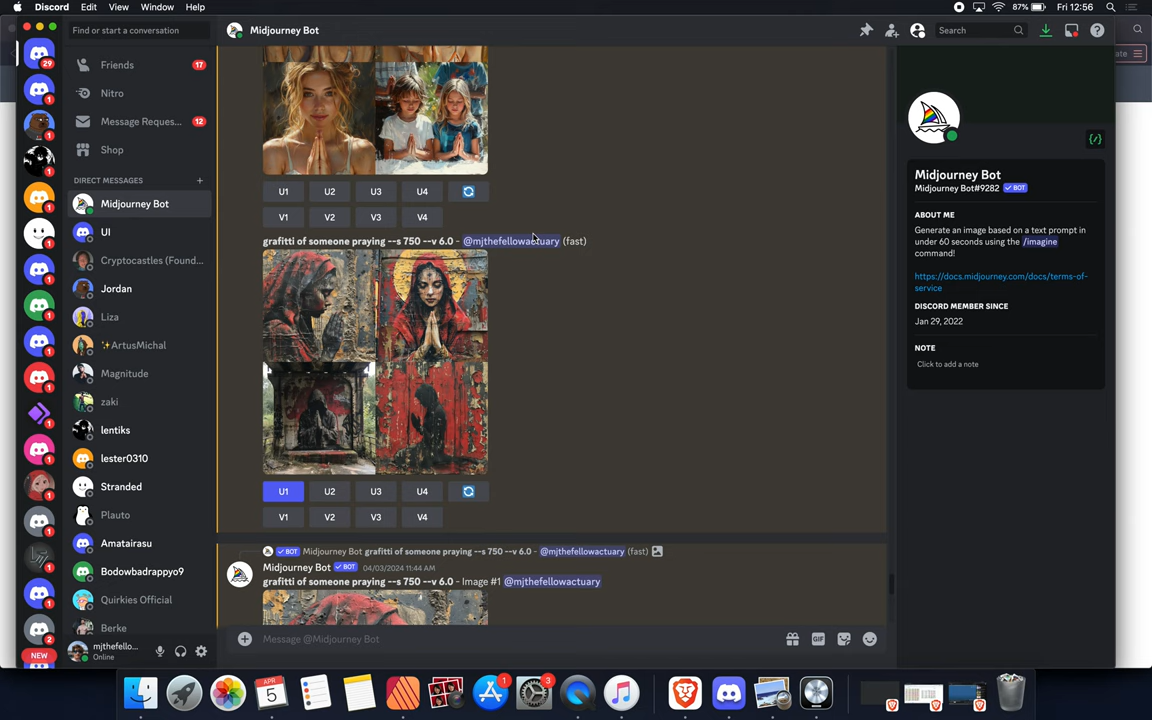 Discord Edit View Window Help
87% Fri 12:56
Find or start a conversation
Midjourney Bot
Search
29
Friends 17
Nitro
Message Reques... 12
Shop
DIRECT MESSAGES +
Midjourney Bot
UI
Cryptocastles (Found...
Jordan
Liza
✨ArtusMichal
Magnitude
zaki
lentiks
lester0310
Stranded
Plauto
Amatairasu
Bodowbadrappyo9
Quirkies Official
Berke
NEW
mjthefello...
Online
U1 U2 U3 U4
V1 V2 V3 V4
grafitti of someone praying --s 750 --v 6.0 - @mjthefellowactuary (fast)
U1 U2 U3 U4
V1 V2 V3 V4
BOT Midjourney Bot grafitti of someone praying --s 750 --v 6.0 - @mjthefellowactuary (fast)
Midjourney Bot BOT 04/03/2024 11:44 AM
grafitti of someone praying --s 750 --v 6.0 - Image #1 @mjthefellowactuary
Message @Midjourney Bot
GIF
Midjourney Bot
Midjourney Bot#9282 BOT
ABOUT ME
Generate an image based on a text prompt in
under 60 seconds using the /imagine
command!
https://docs.midjourney.com/docs/terms-of-
service
DISCORD MEMBER SINCE
Jan 29, 2022
NOTE
Click to add a note
APR
5
1
3